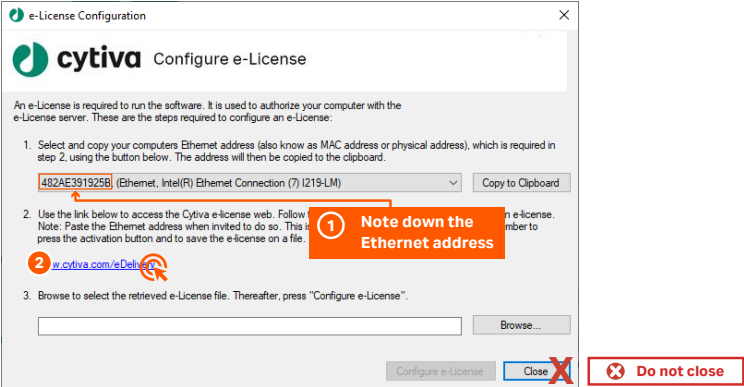 e-License Configuration
cytiva Configure e-License
An e-License is required to run the software. It is used to authorize your computer with the
e-License server. These are the steps required to configure an e-License:
1. Select and copy your computers Ethernet address (also know as MAC address or physical address), which is required in
step 2, using the button below. The address will then be copied to the clipboard.
482AE391925B, (Ethernet, Intel(R) Ethernet Connection (7) I219-LM)
Copy to Clipboard
2. Use the link below to access the Cytiva e-license web. Follow n e-license.
Note: Paste the Ethernet address when invited to do so. This is mber to
press the activation button and to save the e-license on a file.
1 Note down the
Ethernet address
2 w.cytiva.com/eDelivery
3. Browse to select the retrieved e-License file. Thereafter, press "Configure e-License".
Browse...
Configure e-License
Close X
Do not close